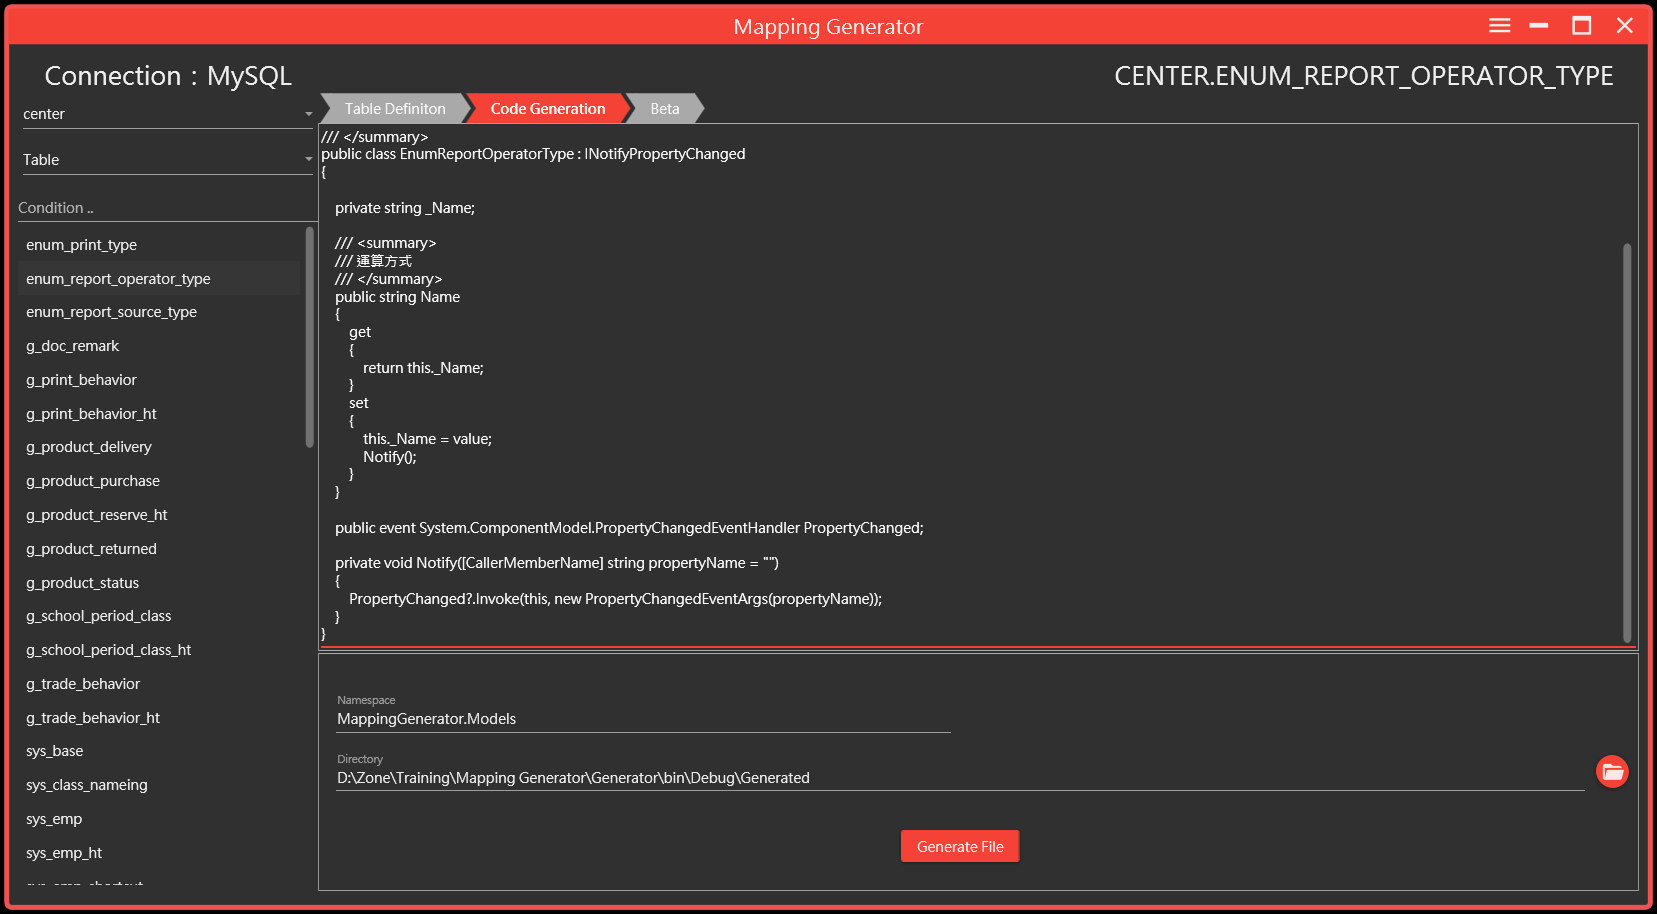 Mapping Generator
Connection : MySQL
CENTER.ENUM_REPORT_OPERATOR_TYPE
center
Table
Condition ..
enum_print_type
enum_report_operator_type
enum_report_source_type
g_doc_remark
g_print_behavior
g_print_behavior_ht
g_product_delivery
g_product_purchase
g_product_reserve_ht
g_product_returned
g_product_status
g_school_period_class
g_school_period_class_ht
g_trade_behavior
g_trade_behavior_ht
sys_base
sys_class_nameing
sys_emp
sys_emp_ht
Table Definiton
Code Generation
Beta
/// </summary>
public class EnumReportOperatorType : INotifyPropertyChanged
{
private string _Name;
/// <summary>
/// 運算方式
/// </summary>
public string Name
{
get
{
return this._Name;
}
set
{
this._Name = value;
Notify();
}
}
public event System.ComponentModel.PropertyChangedEventHandler PropertyChanged;
private void Notify([CallerMemberName] string propertyName = "")
{
PropertyChanged?.Invoke(this, new PropertyChangedEventArgs(propertyName));
}
}
Namespace
MappingGenerator.Models
Directory
D:\Zone\Training\Mapping Generator\Generator\bin\Debug\Generated
Generate File